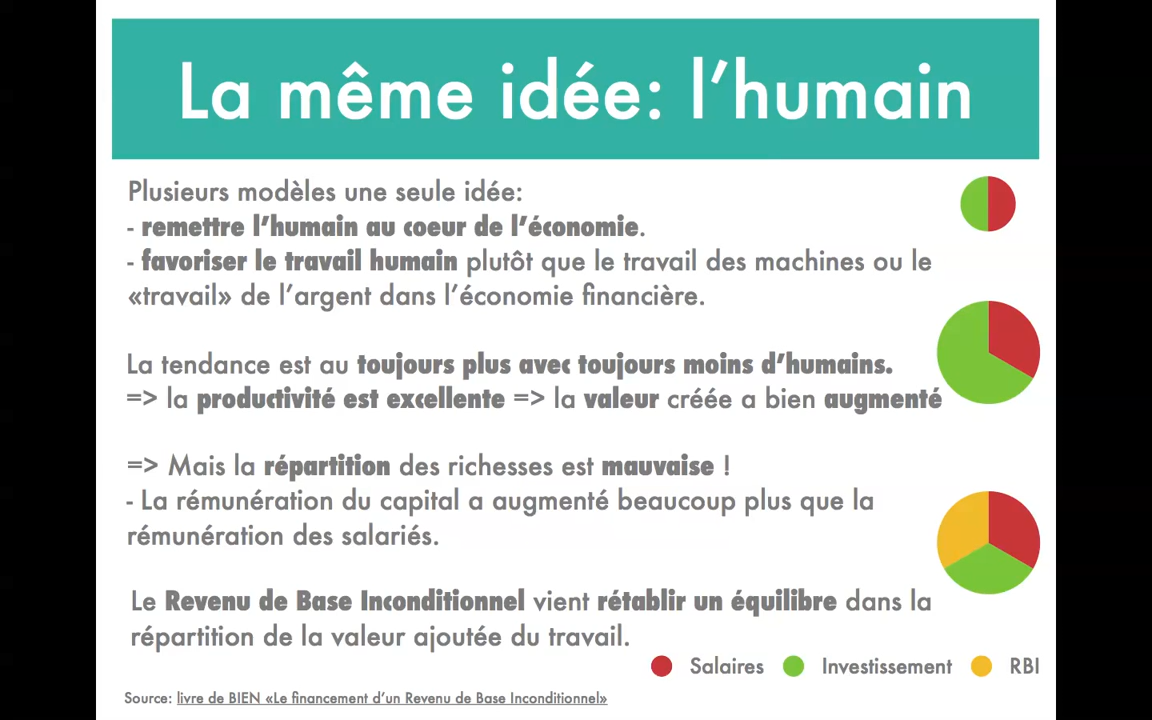 La même idée: l’humain
Plusieurs modèles une seule idée:
- remettre l’humain au coeur de l’économie.
- favoriser le travail humain plutôt que le travail des machines ou le
«travail» de l’argent dans l’économie financière.
La tendance est au toujours plus avec toujours moins d’humains.
=> la productivité est excellente => la valeur créée a bien augmenté
=> Mais la répartition des richesses est mauvaise !
- La rémunération du capital a augmenté beaucoup plus que la
rémunération des salariés.
Le Revenu de Base Inconditionnel vient rétablir un équilibre dans la
répartition de la valeur ajoutée du travail.
Salaires Investissement RBI
Source: livre de BIEN «Le financement d’un Revenu de Base Inconditionnel»